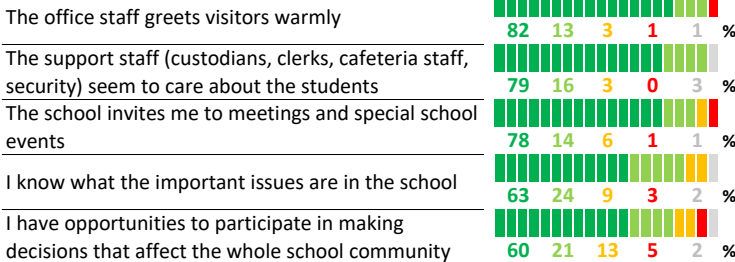 The office staff greets visitors warmly
82 13 3 1 1 %
The support staff (custodians, clerks, cafeteria staff,
security) seem to care about the students
79 16 3 0 3 %
The school invites me to meetings and special school
events
78 14 6 1 1 %
I know what the important issues are in the school
63 24 9 3 2 %
I have opportunities to participate in making
decisions that affect the whole school community
60 21 13 5 2 %